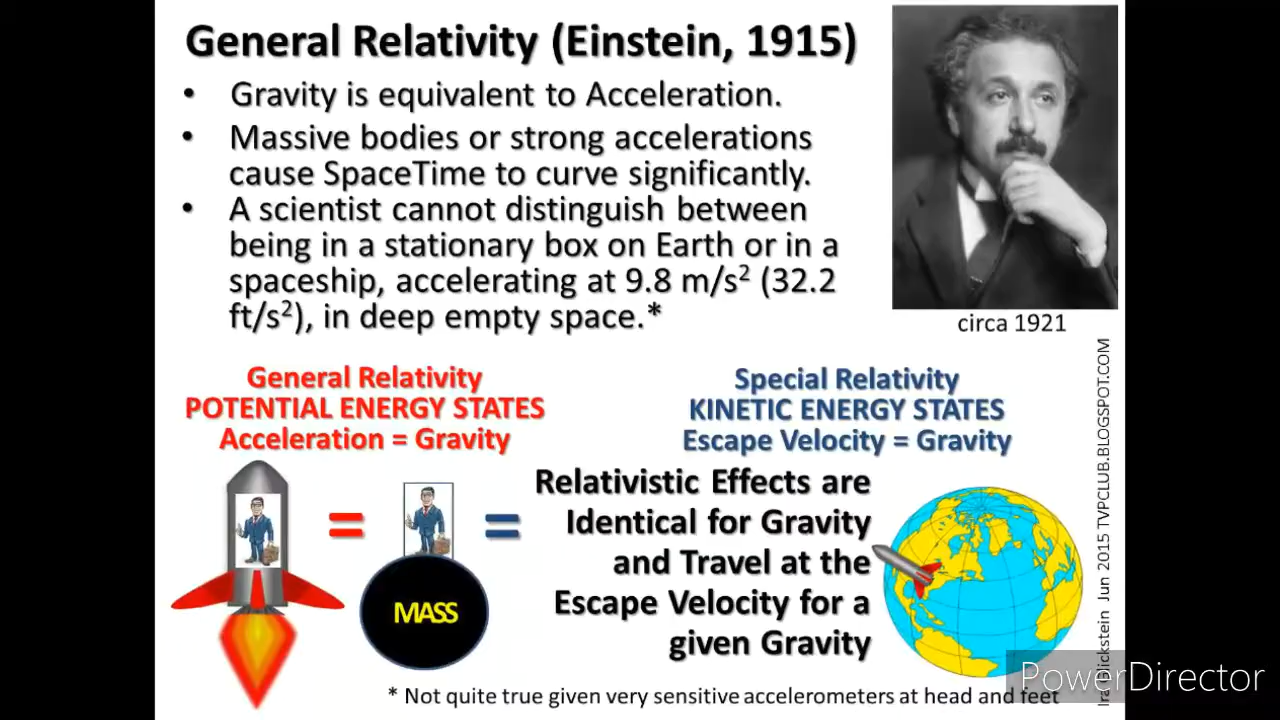 General Relativity (Einstein, 1915)
• Gravity is equivalent to Acceleration.
• Massive bodies or strong accelerations
cause SpaceTime to curve significantly.
• A scientist cannot distinguish between
being in a stationary box on Earth or in a
spaceship, accelerating at 9.8 m/s² (32.2
ft/s²), in deep empty space.*
circa 1921
General Relativity
POTENTIAL ENERGY STATES
Acceleration = Gravity
Special Relativity
KINETIC ENERGY STATES
Escape Velocity = Gravity
=
MASS
=
Relativistic Effects are
Identical for Gravity
and Travel at the
Escape Velocity for a
given Gravity
* Not quite true given very sensitive accelerometers at head and feet
Ira Glickstein Jun 2015 TVPCLUB.BLOGSPOT.COM
PowerDirector